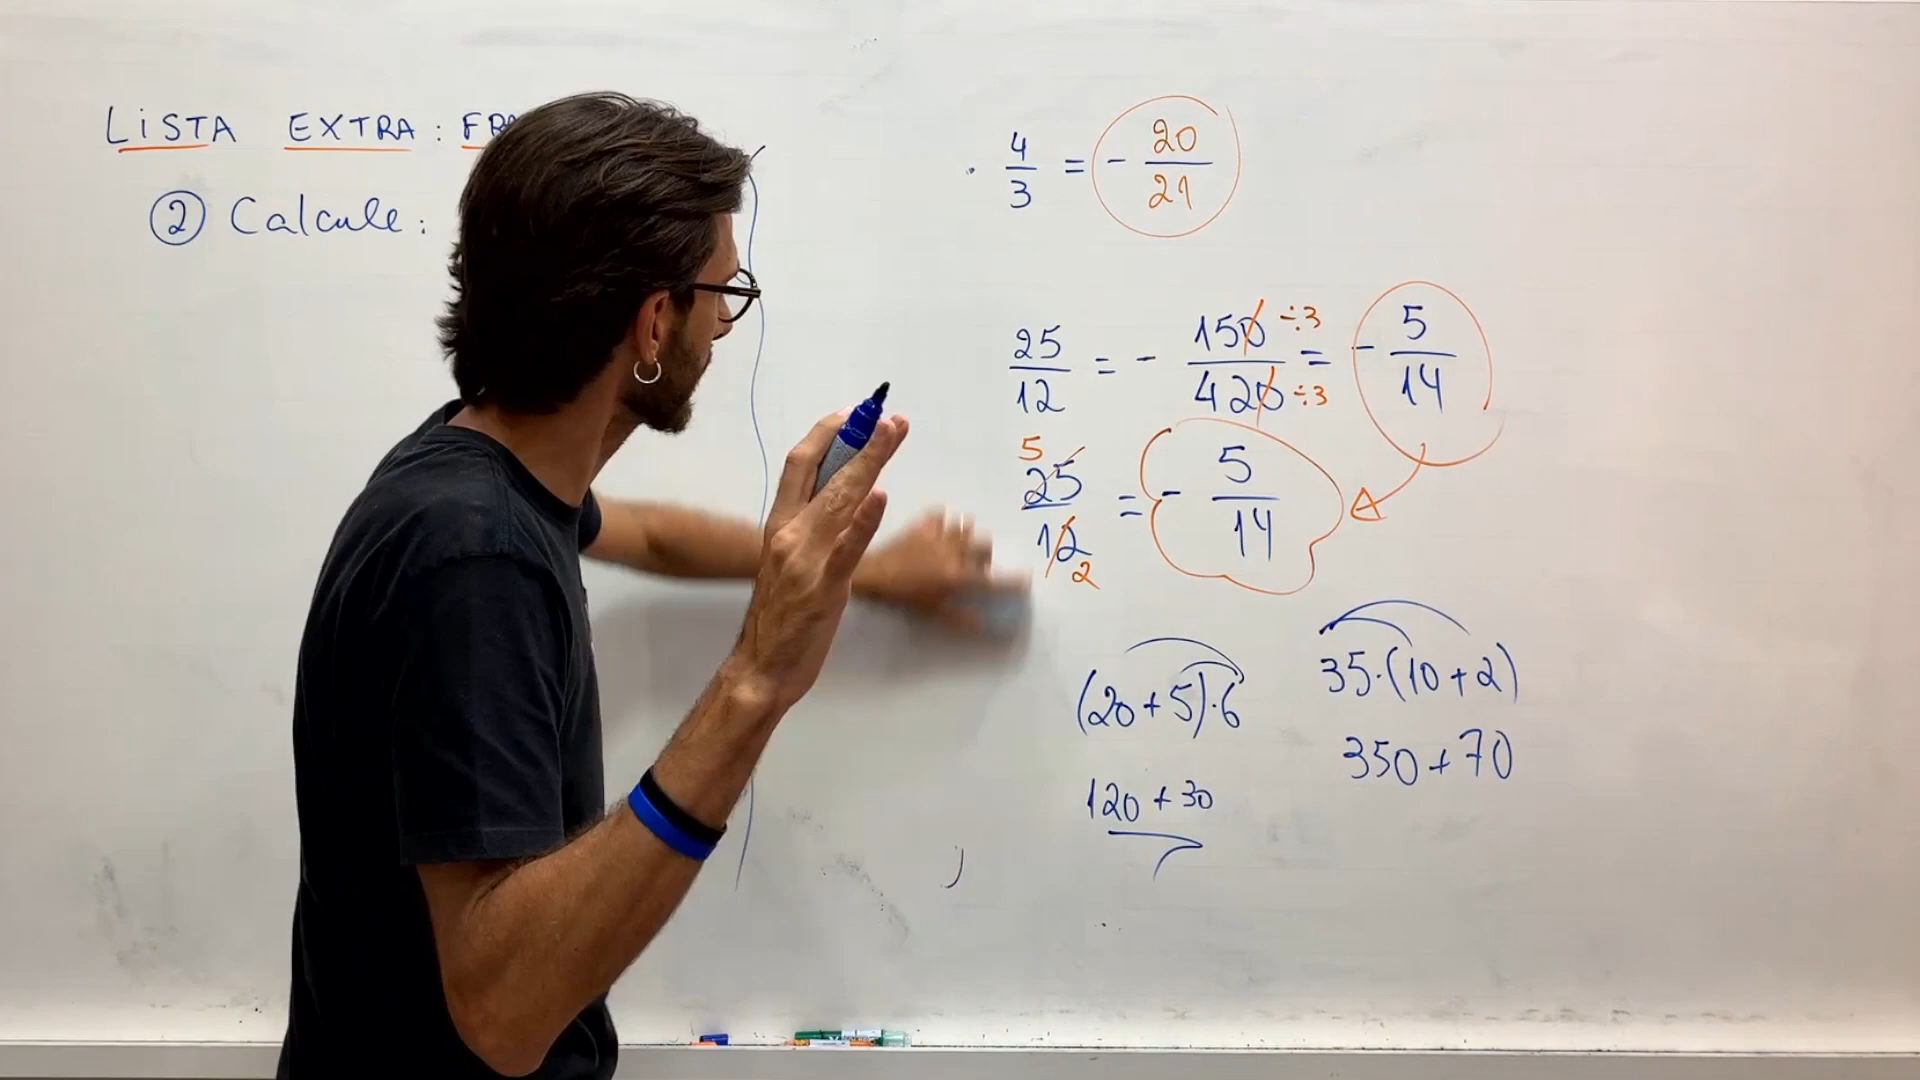 LISTA EXTRA:
② Calcule:
· 4/3 = - 20/21
25/12 = - 150/420 ÷3 ÷3 = - 5/14
5 25/12 2 = - 5/14
(20+5)·6
120+30
35·(10+2)
350+70